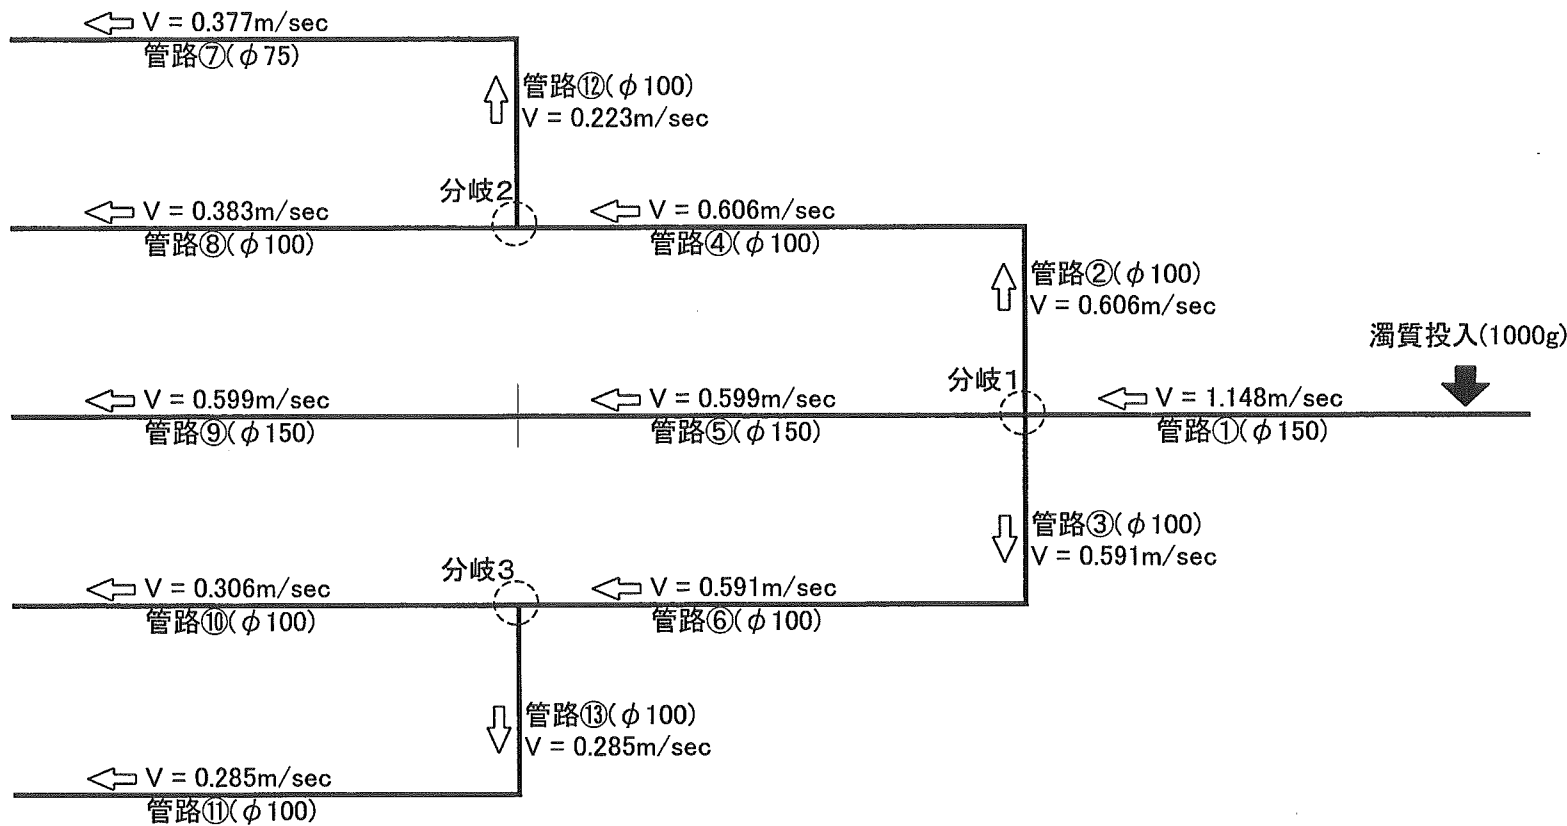 V = 0.377m/sec
管路⑦(φ75)
管路⑫(φ100)
V = 0.223m/sec
分岐2
V = 0.383m/sec
管路⑧(φ100)
V = 0.606m/sec
管路④(φ100)
管路②(φ100)
V = 0.606m/sec
濁質投入(1000g)
分岐1
V = 0.599m/sec
管路⑨(φ150)
V = 0.599m/sec
管路⑤(φ150)
V = 1.148m/sec
管路①(φ150)
管路③(φ100)
V = 0.591m/sec
分岐3
V = 0.306m/sec
管路⑩(φ100)
V = 0.591m/sec
管路⑥(φ100)
管路⑬(φ100)
V = 0.285m/sec
V = 0.285m/sec
管路⑪(φ100)